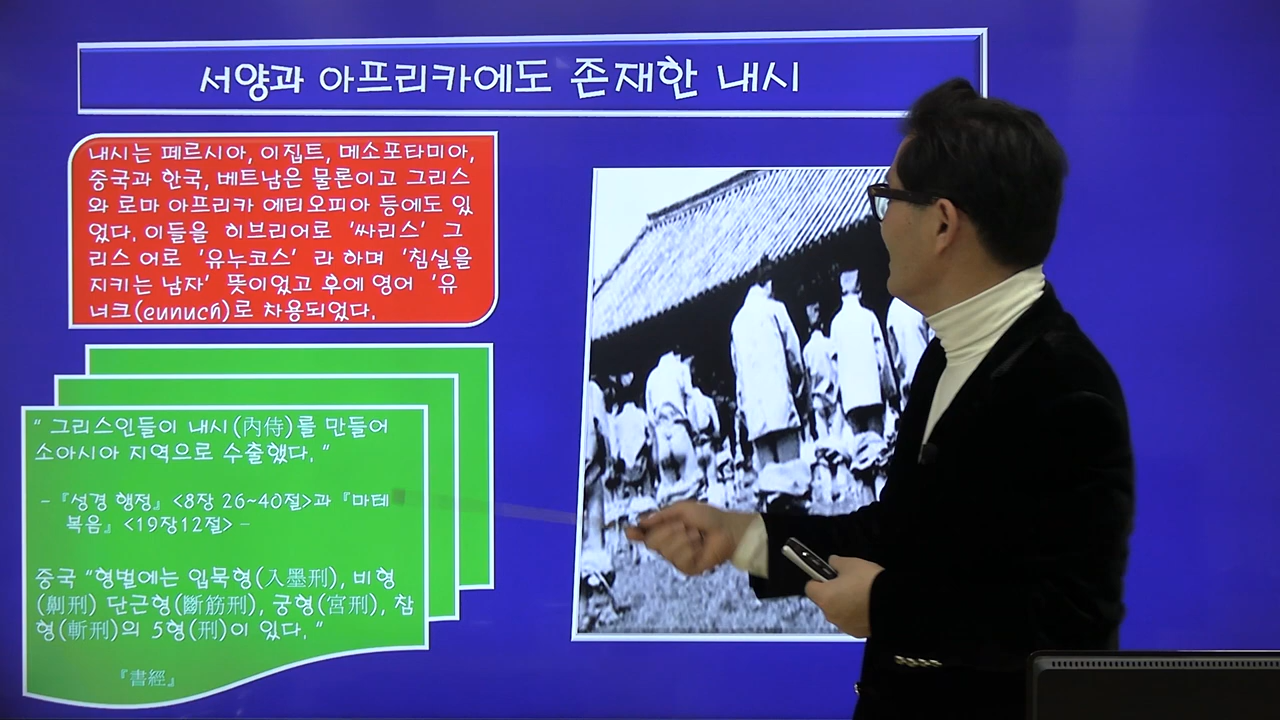 서양과 아프리카에도 존재한 내시
내시는 페르시아, 이집트, 메소포타미아,
중국과 한국, 베트남은 물론이고 그리스
와 로마 아프리카 에티오피아 등에도 있
었다. 이들을 히브리어로 '싸리스' 그
리스 어로 '유누코스' 라 하며 '침실을
지키는 남자' 뜻이었고 후에 영어 '유
너크(eunuch)로 차용되었다.
" 그리스인들이 내시(內侍)를 만들어
소아시아 지역으로 수출했다. "
-『성경 행정』<8장 26~40절>과 『마테
복음』<19장12절> -
중국 "형벌에는 입묵형(入墨刑), 비형
(劓刑) 단근형(斷筋刑), 궁형(宮刑), 참
형(斬刑)의 5형(刑)이 있다. "
『書經』